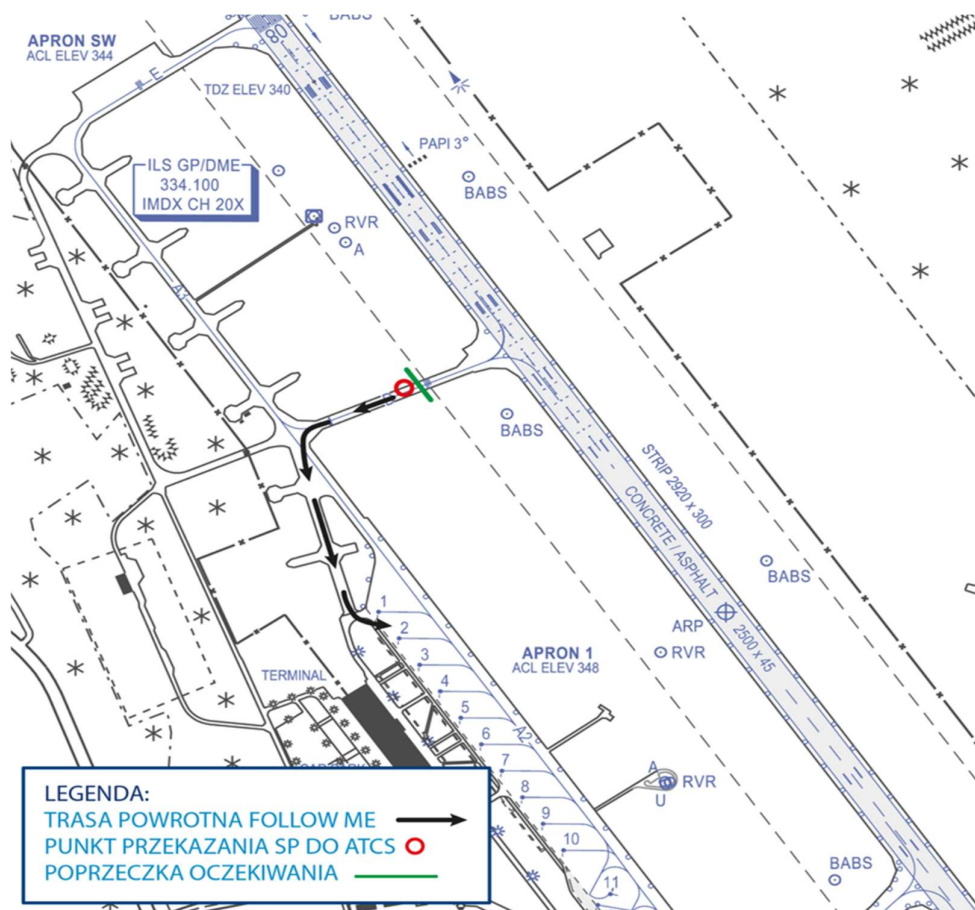 BABS
80
APRON SW
ACL ELEV 344
E
TDZ ELEV 340
PAPI 3°
BABS
ILS GP/DME
334.100
IMDX CH 20X
RVR
A
A1
BABS
STRIP 2920 x 300
CONCRETE / ASPHALT
2500 x 45
BABS
ARP
RVR
1
2
3
4
5
6
7
8
9
10
11
APRON 1
ACL ELEV 348
TERMINAL
A2
A
RVR
U
BABS
LEGENDA:
TRASA POWROTNA FOLLOW ME
PUNKT PRZEKAZANIA SP DO ATCS
POPRZECZKA OCZEKIWANIA